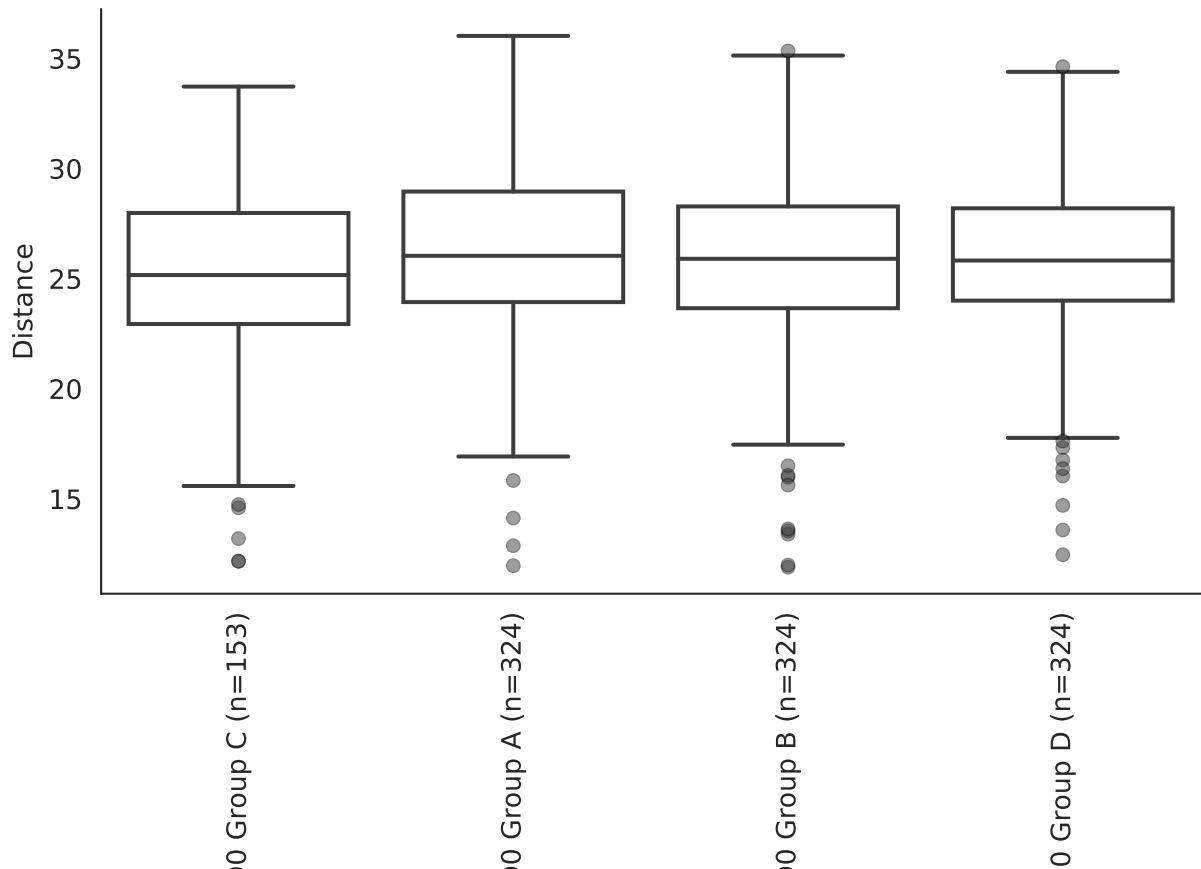 Distance
35
30
25
20
15
Group C (n=153)
Group A (n=324)
Group B (n=324)
Group D (n=324)